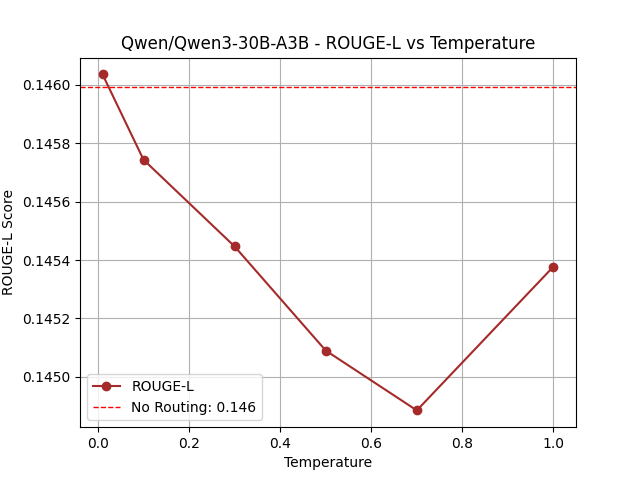 Qwen/Qwen3-30B-A3B - ROUGE-L vs Temperature
ROUGE-L Score
0.1460
0.1458
0.1456
0.1454
0.1452
0.1450
ROUGE-L
No Routing: 0.146
0.0 0.2 0.4 0.6 0.8 1.0
Temperature